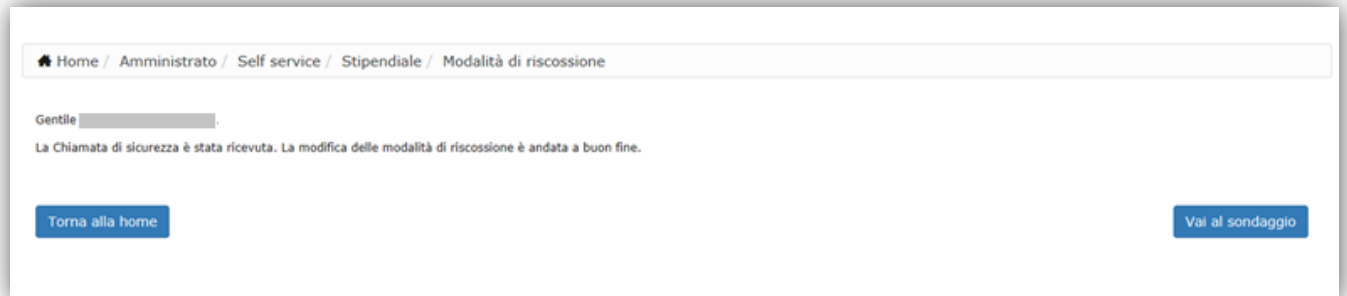 Home / Amministrato / Self service / Stipendiale / Modalità di riscossione
Gentile .
La Chiamata di sicurezza è stata ricevuta. La modifica delle modalità di riscossione è andata a buon fine.
Torna alla home
Vai al sondaggio